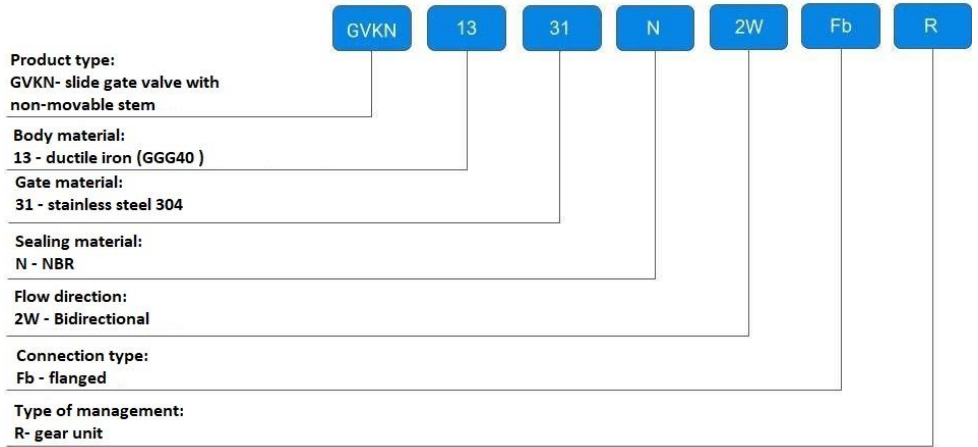 GVKN 13 31 N 2W Fb R
Product type:
GVKN- slide gate valve with
non-movable stem
Body material:
13 - ductile iron (GGG40 )
Gate material:
31 - stainless steel 304
Sealing material:
N - NBR
Flow direction:
2W - Bidirectional
Connection type:
Fb - flanged
Type of management:
R- gear unit